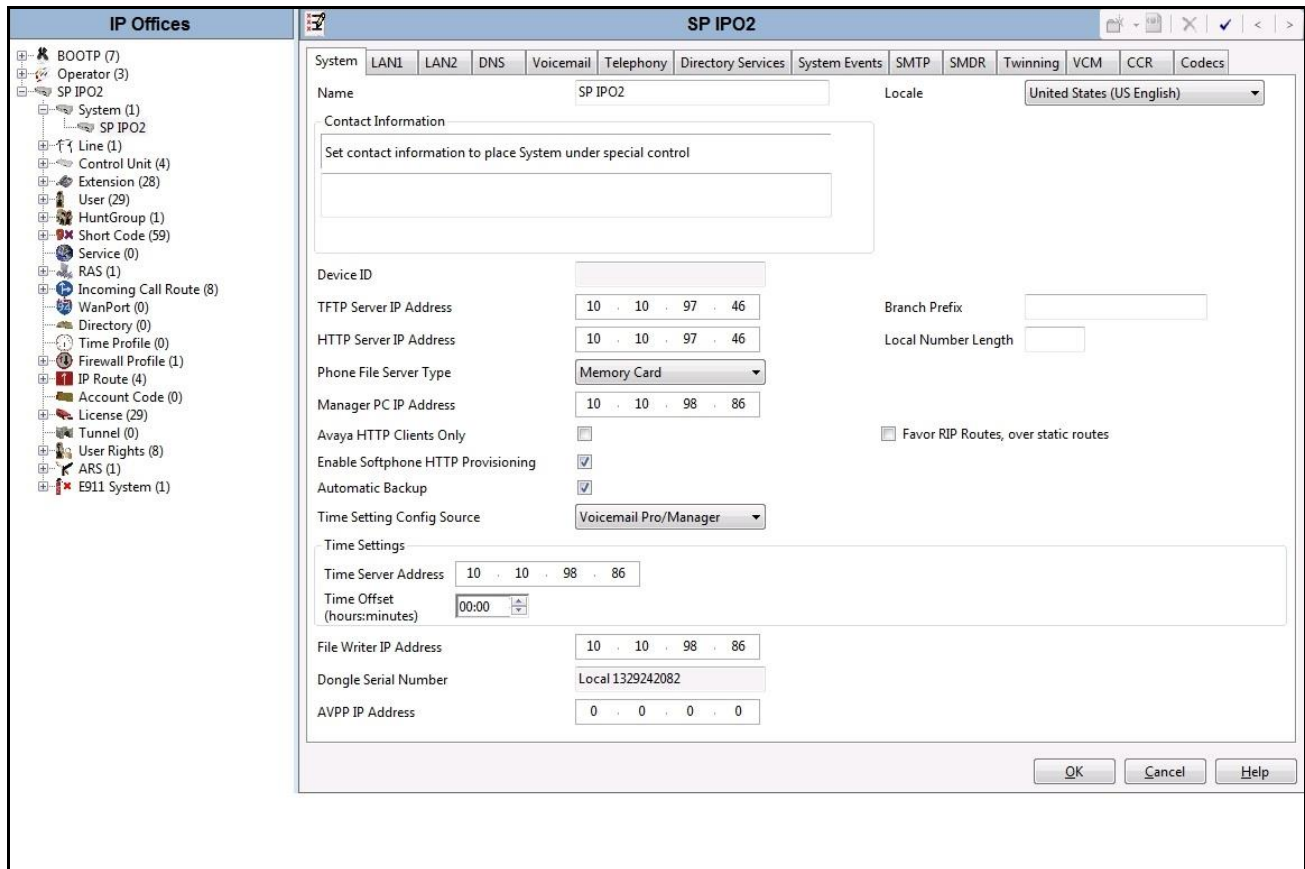 IP Offices
SP IPO2
BOOTP (7)
Operator (3)
SP IPO2
System (1)
SP IPO2
Line (1)
Control Unit (4)
Extension (28)
User (29)
HuntGroup (1)
Short Code (59)
Service (0)
RAS (1)
Incoming Call Route (8)
WanPort (0)
Directory (0)
Time Profile (0)
Firewall Profile (1)
IP Route (4)
Account Code (0)
License (29)
Tunnel (0)
User Rights (8)
ARS (1)
E911 System (1)
System LAN1 LAN2 DNS Voicemail Telephony Directory Services System Events SMTP SMDR Twinning VCM CCR Codecs
Name SP IPO2 Locale United States (US English)
Contact Information
Set contact information to place System under special control
Device ID
TFTP Server IP Address 10 . 10 . 97 . 46 Branch Prefix
HTTP Server IP Address 10 . 10 . 97 . 46 Local Number Length
Phone File Server Type Memory Card
Manager PC IP Address 10 . 10 . 98 . 86
Avaya HTTP Clients Only Favor RIP Routes, over static routes
Enable Softphone HTTP Provisioning
Automatic Backup
Time Setting Config Source Voicemail Pro/Manager
Time Settings
Time Server Address 10 . 10 . 98 . 86
Time Offset
(hours:minutes) 00:00
File Writer IP Address 10 . 10 . 98 . 86
Dongle Serial Number Local 1329242082
AVPP IP Address 0 . 0 . 0 . 0
OK Cancel Help